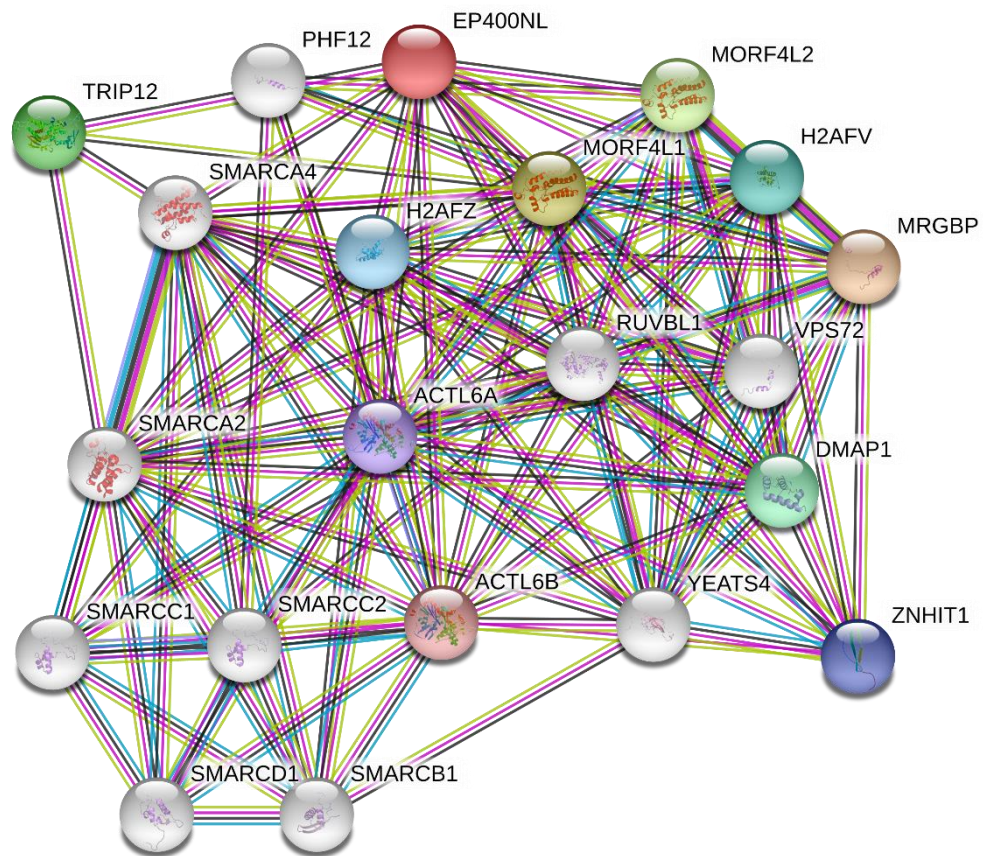 EP400NL
PHF12
MORF4L2
TRIP12
H2AFV
MORF4L1
SMARCA4
H2AFZ
MRGBP
RUVBL1
VPS72
ACTL6A
SMARCA2
DMAP1
ACTL6B
YEATS4
SMARCC1
SMARCC2
ZNHIT1
SMARCD1
SMARCB1